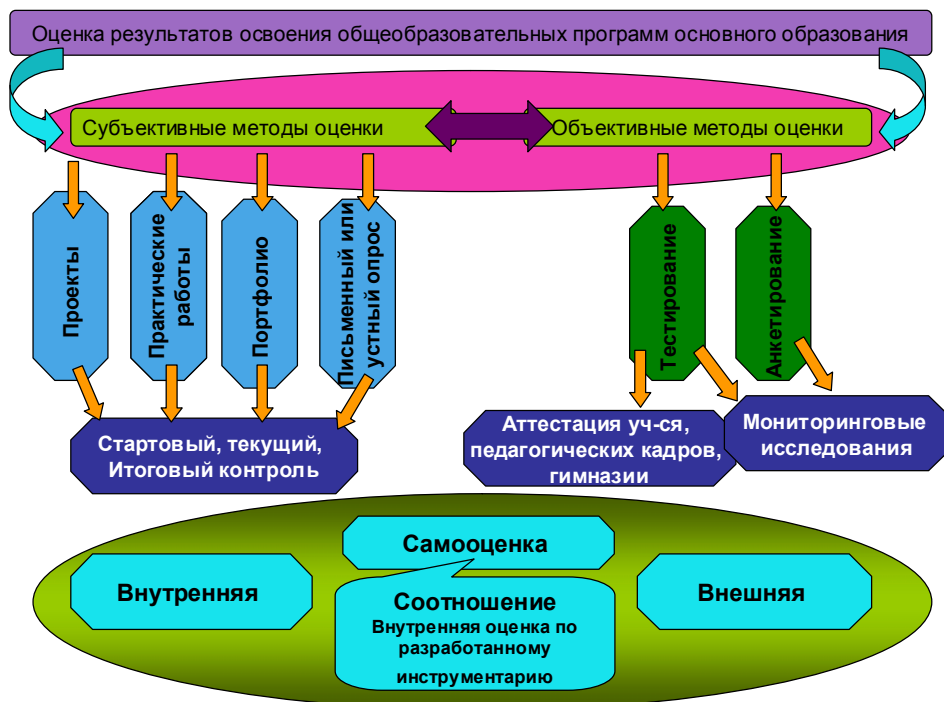 Оценка результатов освоения общеобразовательных программ основного образования
Субъективные методы оценки
Объективные методы оценки
Проекты
Практические
работы
Портфолио
Письменный или
устный опрос
Тестирование
Анкетирование
Стартовый, текущий,
Итоговый контроль
Аттестация уч-ся,
педагогических кадров,
гимназии
Мониторинговые
исследования
Самооценка
Внутренняя
Внешняя
Соотношение
Внутренняя оценка по
разработанному
инструментарию